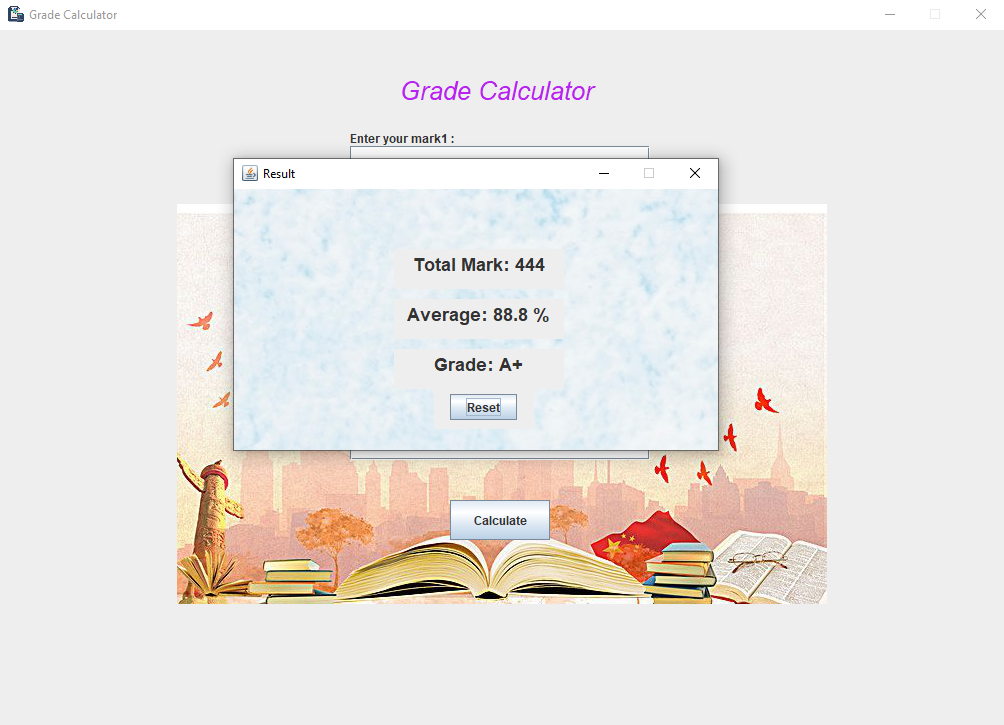 Grade Calculator
Grade Calculator
Enter your mark1 :
Result
Total Mark: 444
Average: 88.8 %
Grade: A+
Reset
Calculate